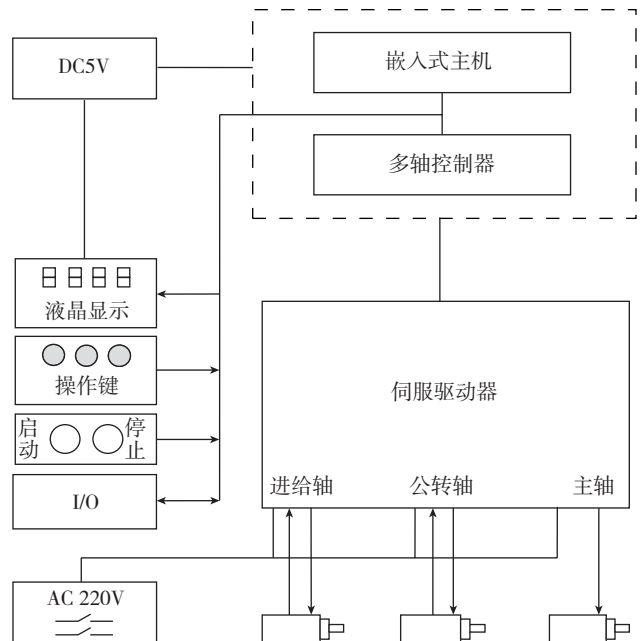 DC5V
嵌入式主机
多轴控制器
液晶显示
操作键
启动
停止
I/O
伺服驱动器
进给轴
公转轴
主轴
AC 220V